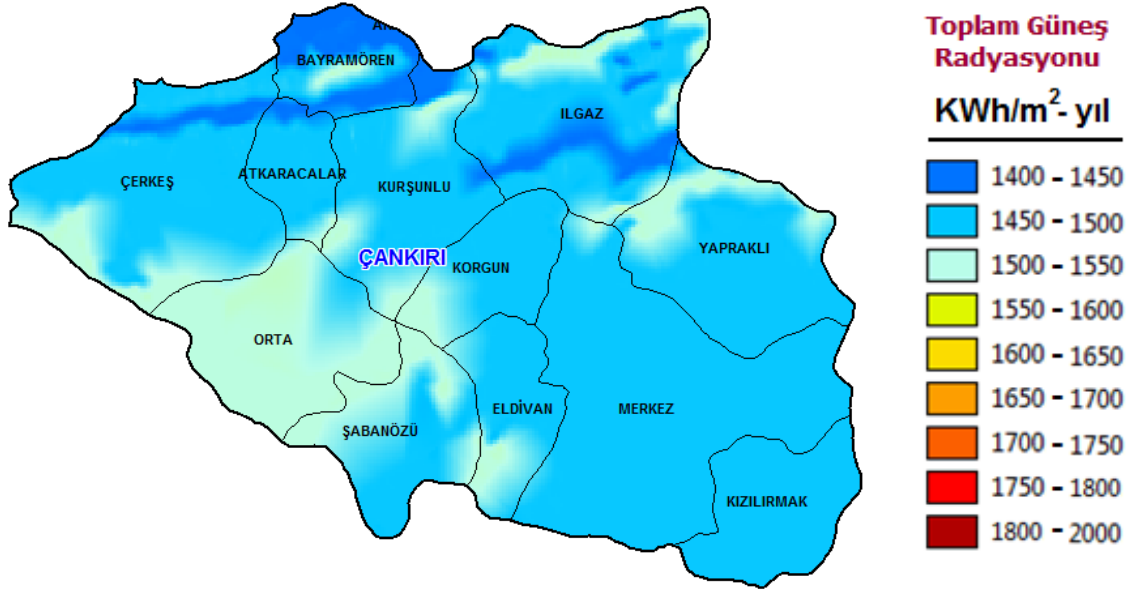 AK
BAYRAMÖREN
ILGAZ
ÇERKEŞ
ATKARACALAR
KURŞUNLU
YAPRAKLI
ÇANKIRI
KORGUN
ORTA
ELDİVAN
MERKEZ
ŞABANÖZÜ
KIZILIRMAK
Toplam Güneş
Radyasyonu
KWh/m²- yıl
1400 - 1450
1450 - 1500
1500 - 1550
1550 - 1600
1600 - 1650
1650 - 1700
1700 - 1750
1750 - 1800
1800 - 2000